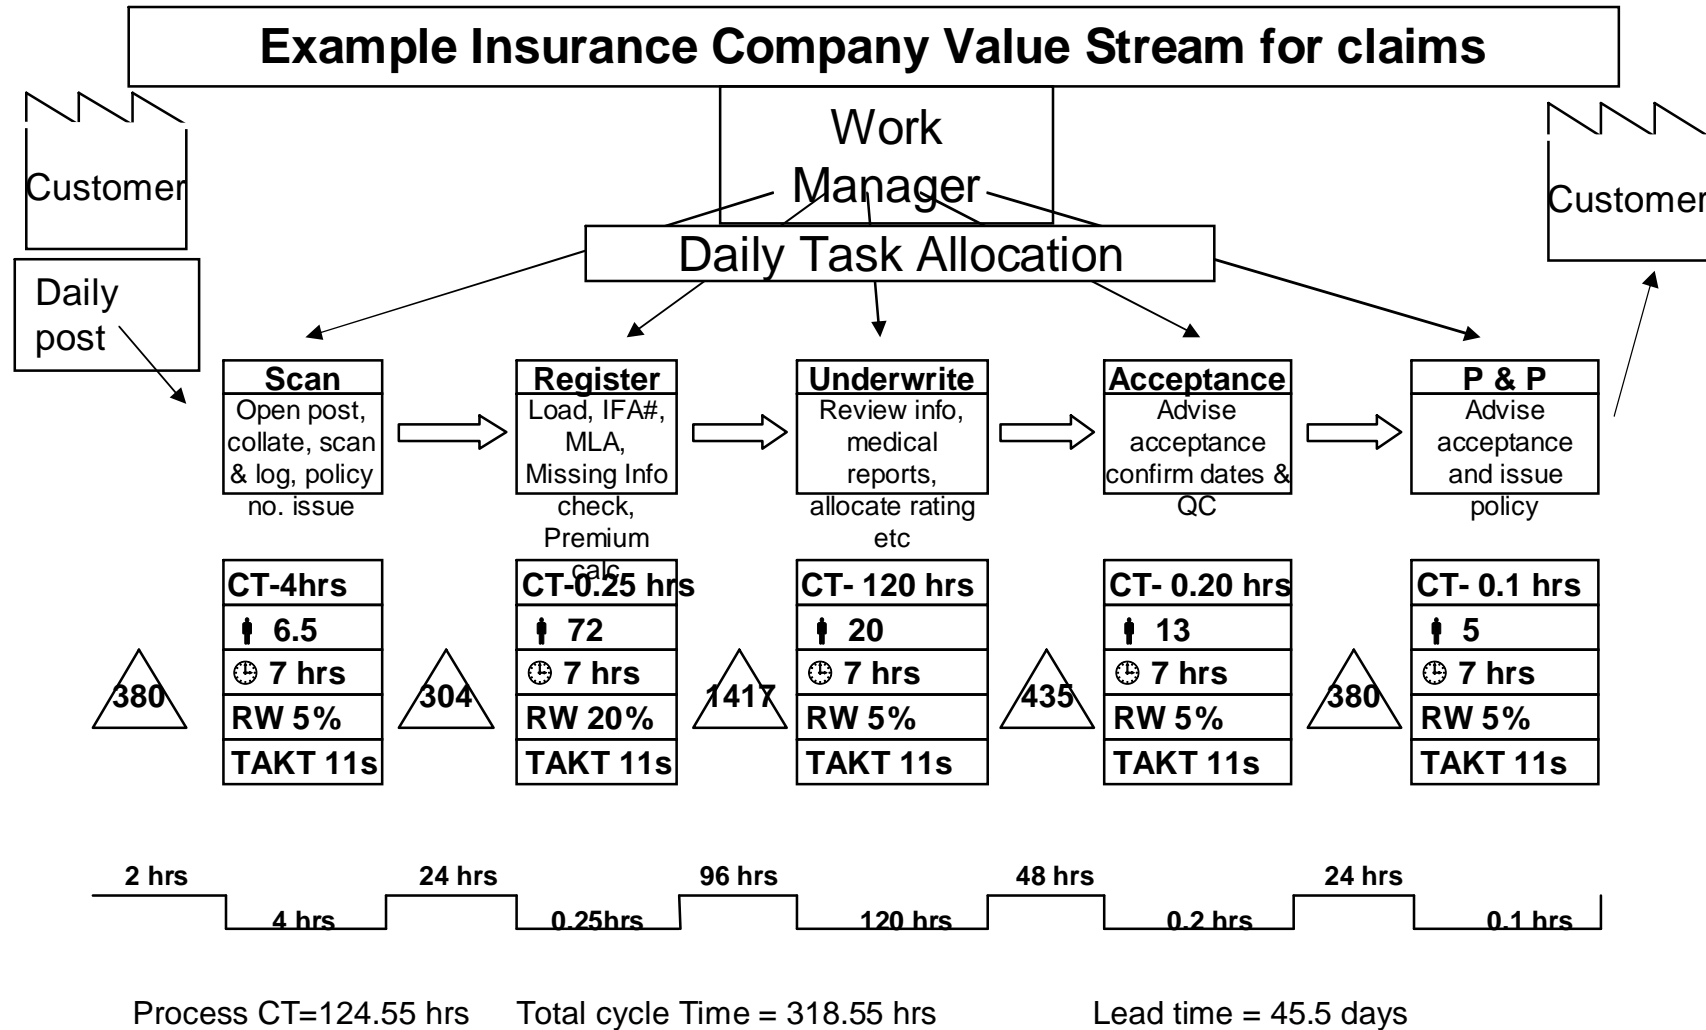 Example Insurance Company Value Stream for claims
Work
Manager
Customer
Customer
Daily Task Allocation
Daily
post
Scan
Open post,
collate, scan
& log, policy
no. issue
Register
Load, IFA#,
MLA,
Missing Info
check,
Premium
calc
Underwrite
Review info,
medical
reports,
allocate rating
etc
Acceptance
Advise
acceptance
confirm dates &
QC
P & P
Advise
acceptance
and issue
policy
380
CT-4hrs
6.5
7 hrs
RW 5%
TAKT 11s
304
CT-0.25 hrs
72
7 hrs
RW 20%
TAKT 11s
1417
CT- 120 hrs
20
7 hrs
RW 5%
TAKT 11s
435
CT- 0.20 hrs
13
7 hrs
RW 5%
TAKT 11s
380
CT- 0.1 hrs
5
7 hrs
RW 5%
TAKT 11s
2 hrs
4 hrs
24 hrs
0.25hrs
96 hrs
120 hrs
48 hrs
0.2 hrs
24 hrs
0.1 hrs
Process CT=124.55 hrs
Total cycle Time = 318.55 hrs
Lead time = 45.5 days